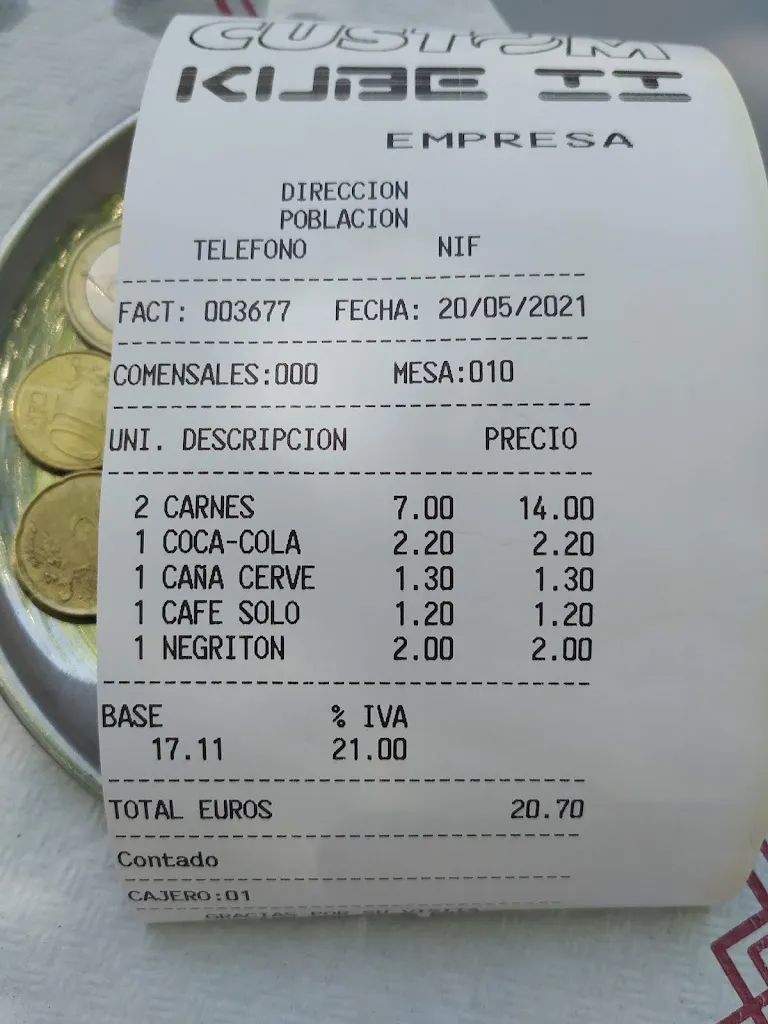 CUSTOM
KUBE II
EMPRESA
DIRECCION
POBLACION
TELEFONO NIF
FACT: 003677 FECHA: 20/05/2021
COMENSALES:000 MESA:010
UNI. DESCRIPCION PRECIO
2 CARNES 7.00 14.00
1 COCA-COLA 2.20 2.20
1 CAÑA CERVE 1.30 1.30
1 CAFE SOLO 1.20 1.20
1 NEGRITON 2.00 2.00
BASE % IVA
17.11 21.00
TOTAL EUROS 20.70
Contado
CAJERO:01
GRACIAS POR SU